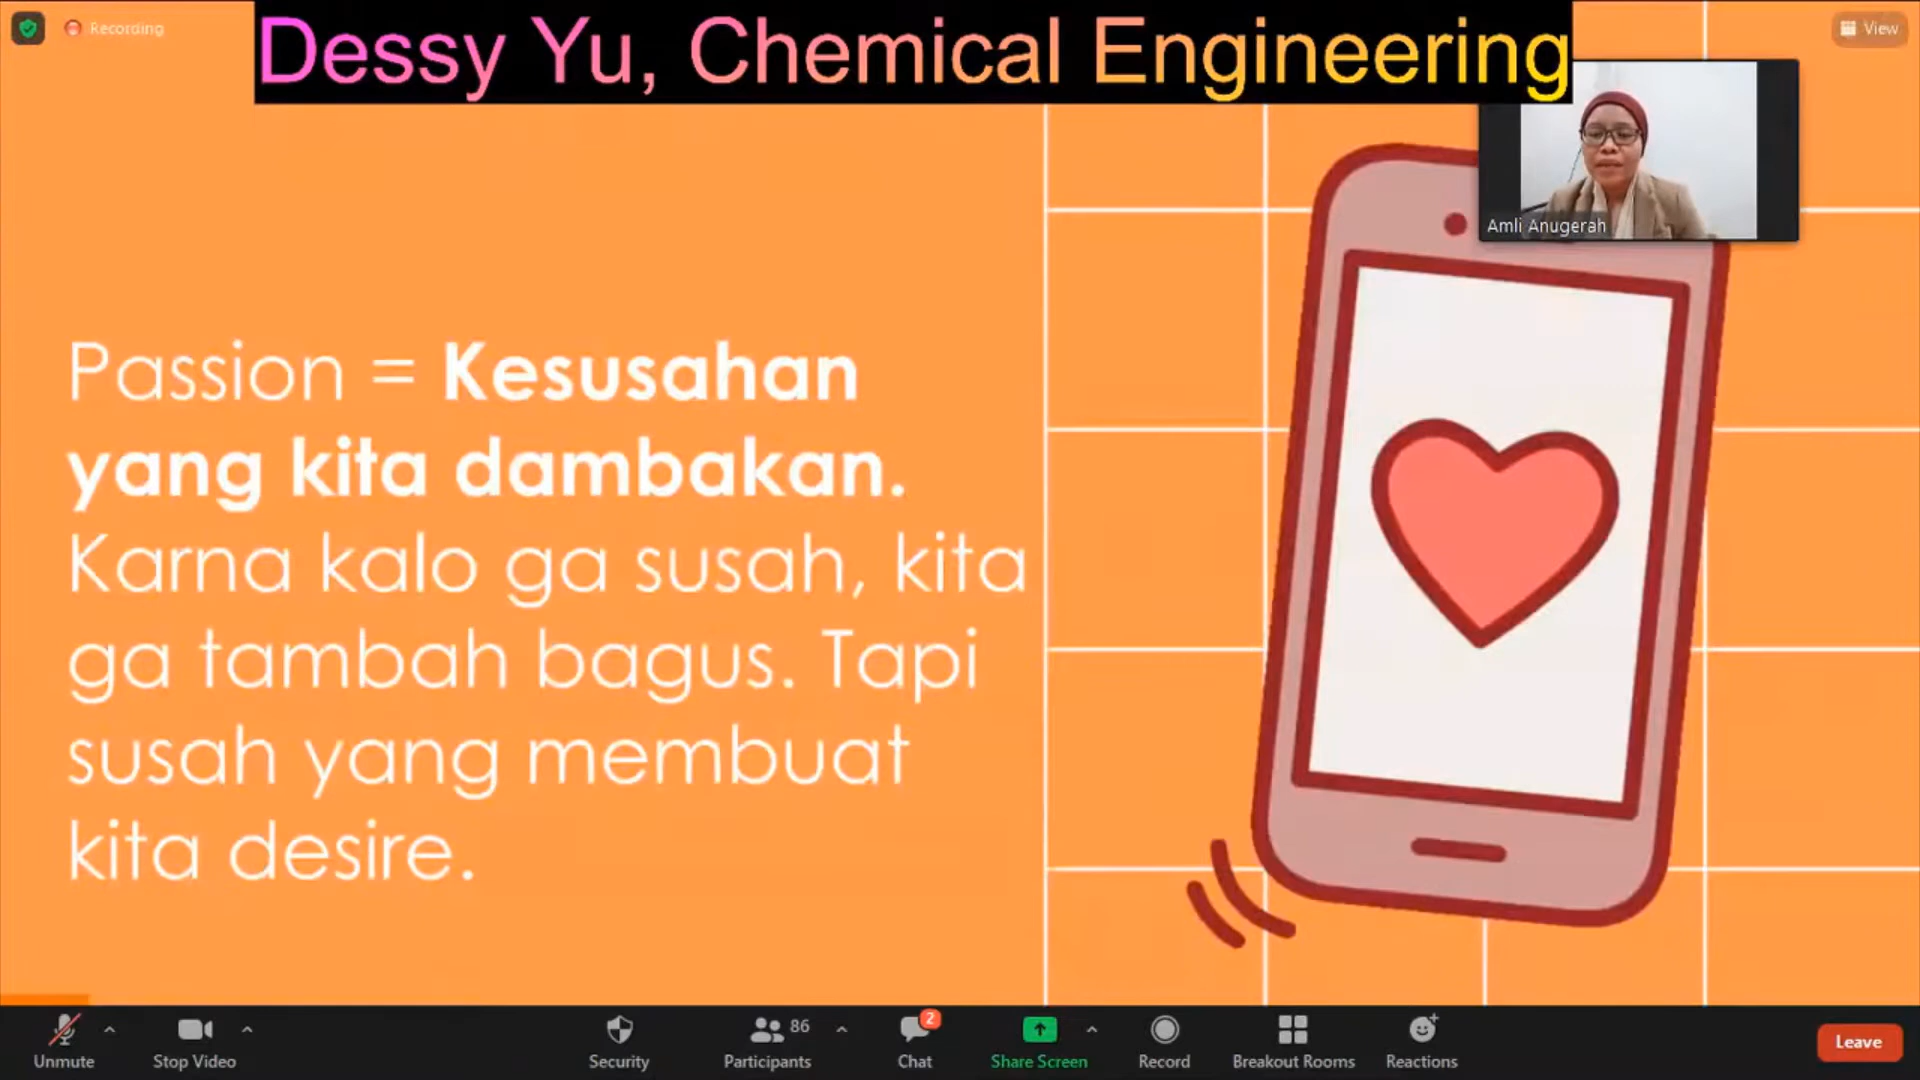 Recording
Dessy Yu, Chemical Engineering
View
Amli Anugerah
Passion = Kesusahan
yang kita dambakan.
Karna kalo ga susah, kita
ga tambah bagus. Tapi
susah yang membuat
kita desire.
Unmute
Stop Video
Security
86
Participants
2
Chat
Share Screen
Record
Breakout Rooms
Reactions
Leave